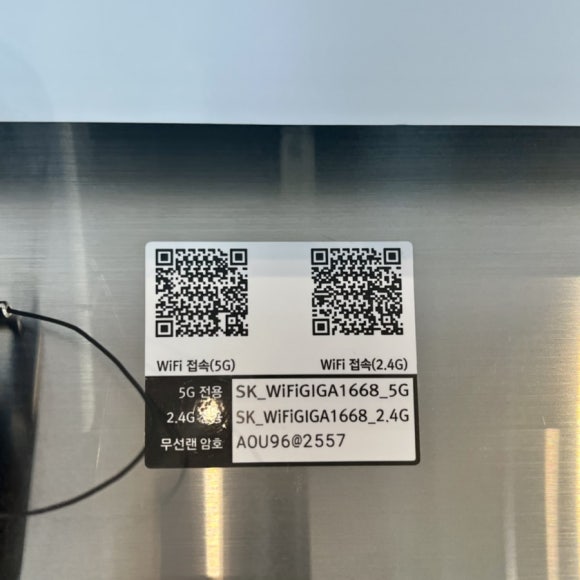 WiFi 접속(5G)
WiFi 접속(2.4G)
5G 전용
SK_WiFiGIGA1668_5G
2.4G
SK_WiFiGIGA1668_2.4G
무선랜 암호
AOU96@2557